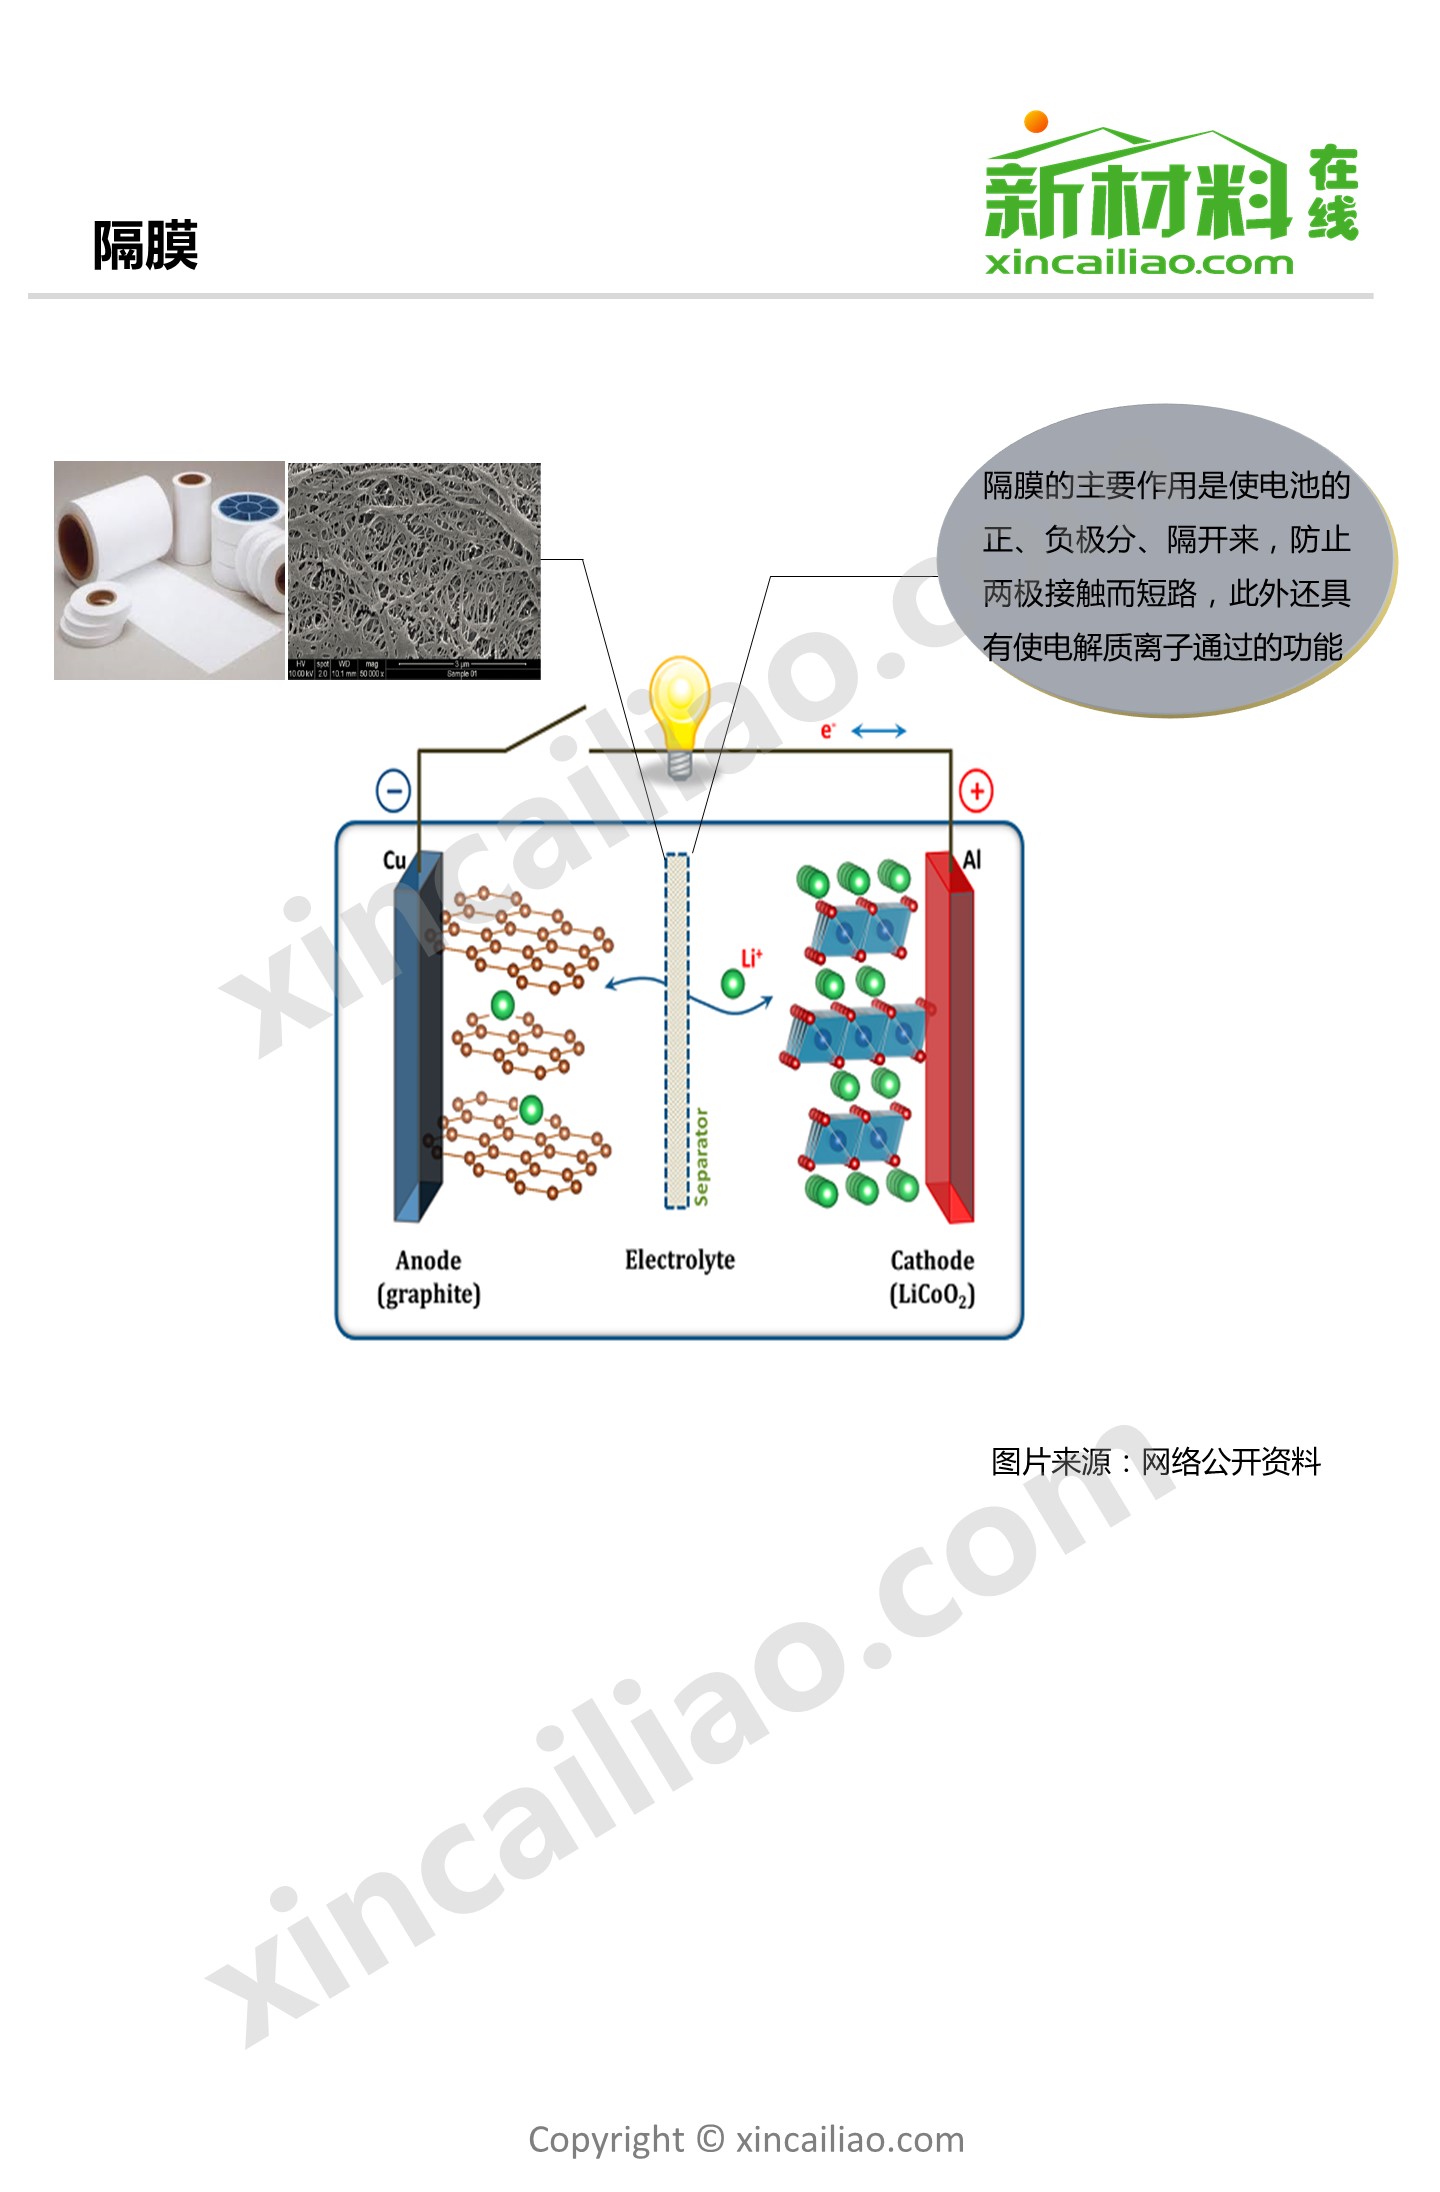 新材料在线
xincailiao.com
隔膜
隔膜的主要作用是使电池的
正、负极分、隔开来，防止
两极接触而短路，此外还具
有使电解质离子通过的功能
HV spot WD mag 3 µm
10.00 kV 2.0 10.1 mm 50 000 x Sample 01
e-
−
+
Cu
Al
Li+
Separator
Anode
(graphite)
Electrolyte
Cathode
(LiCoO2)
xincailiao.com
图片来源：网络公开资料
xincailiao.com
Copyright © xincailiao.com